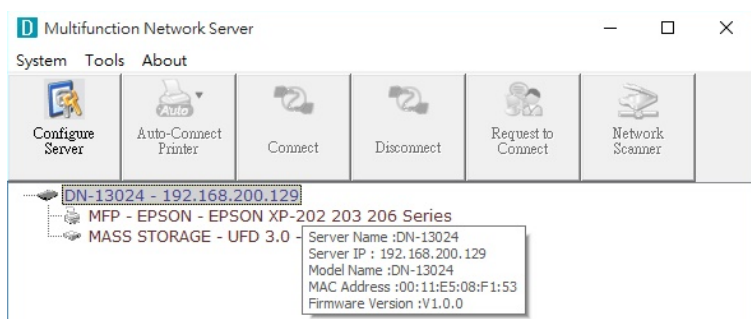 D Multifunction Network Server
System Tools About
Configure Server
Auto
Auto-Connect Printer
Connect
Disconnect
Request to Connect
Network Scanner
DN-13024 - 192.168.200.129
MFP - EPSON - EPSON XP-202 203 206 Series
MASS STORAGE - UFD 3.0 -
Server Name :DN-13024
Server IP : 192.168.200.129
Model Name :DN-13024
MAC Address :00:11:E5:08:F1:53
Firmware Version :V1.0.0